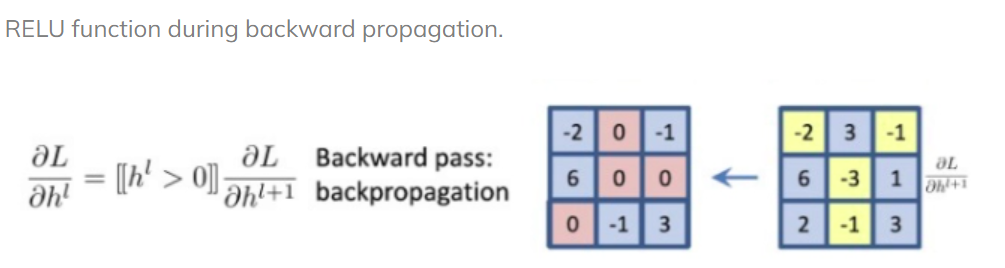 RELU function during backward propagation.
∂L/∂h^l = [[h^l > 0]] ∂L/∂h^{l+1}
Backward pass:
backpropagation
-2 0 -1
6 0 0
0 -1 3
←
-2 3 -1
6 -3 1
2 -1 3
∂L/∂h^{l+1}